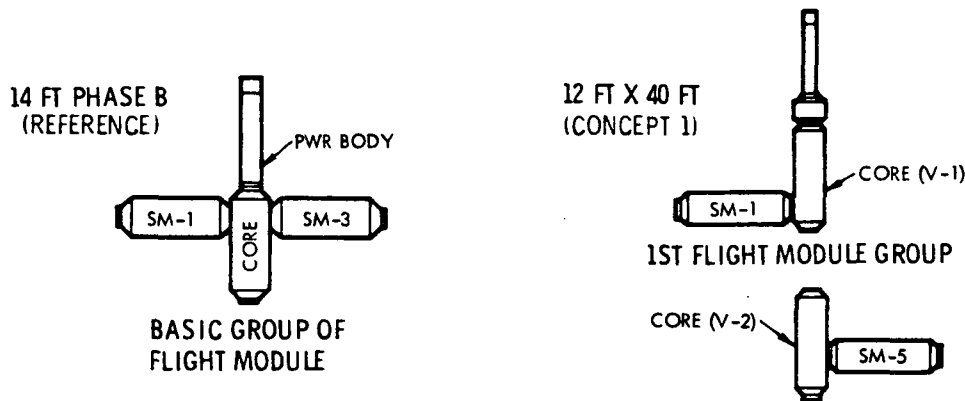 14 FT PHASE B
(REFERENCE)
PWR BODY
SM-1
CORE
SM-3
BASIC GROUP OF
FLIGHT MODULE
12 FT X 40 FT
(CONCEPT 1)
CORE (V-1)
SM-1
1ST FLIGHT MODULE GROUP
CORE (V-2)
SM-5